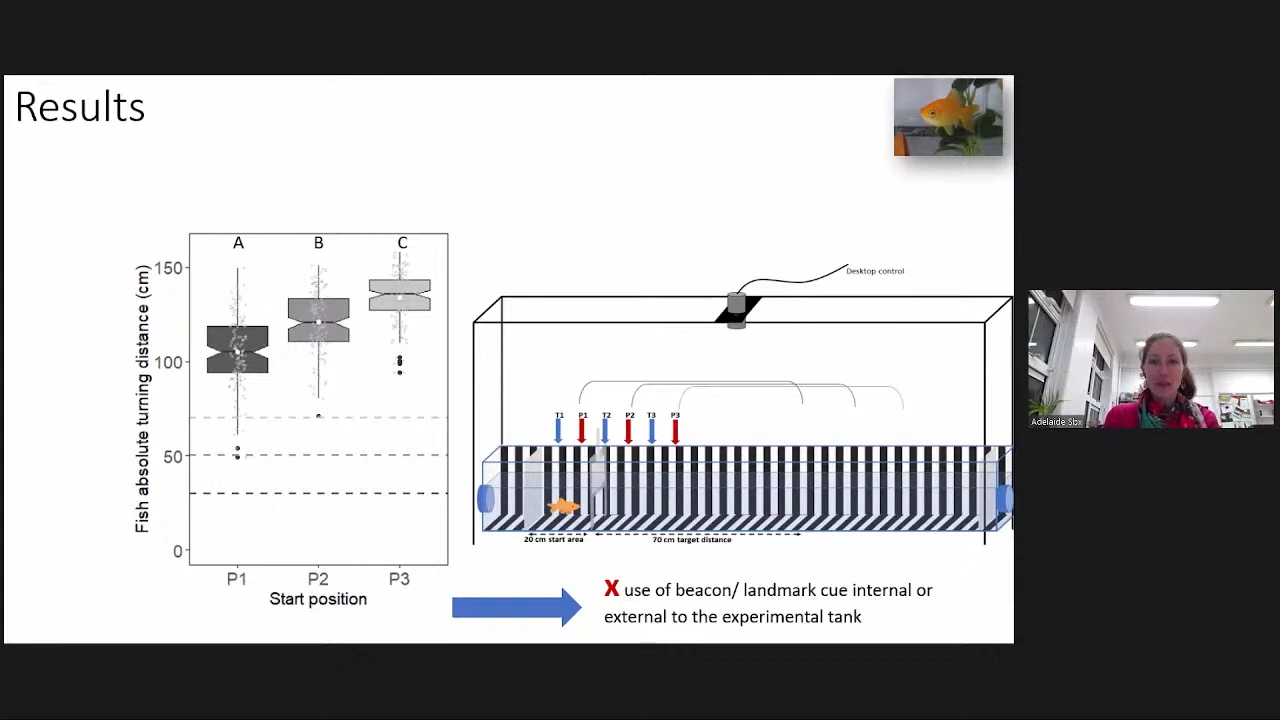 Results
Fish absolute turning distance (cm)
150
100
50
0
A B C
P1 P2 P3
Start position
Desktop control
T1 P1 T2 P2 T3 P3
20 cm start area
70 cm target distance
X use of beacon/ landmark cue internal or
external to the experimental tank
Adelaide Sbx